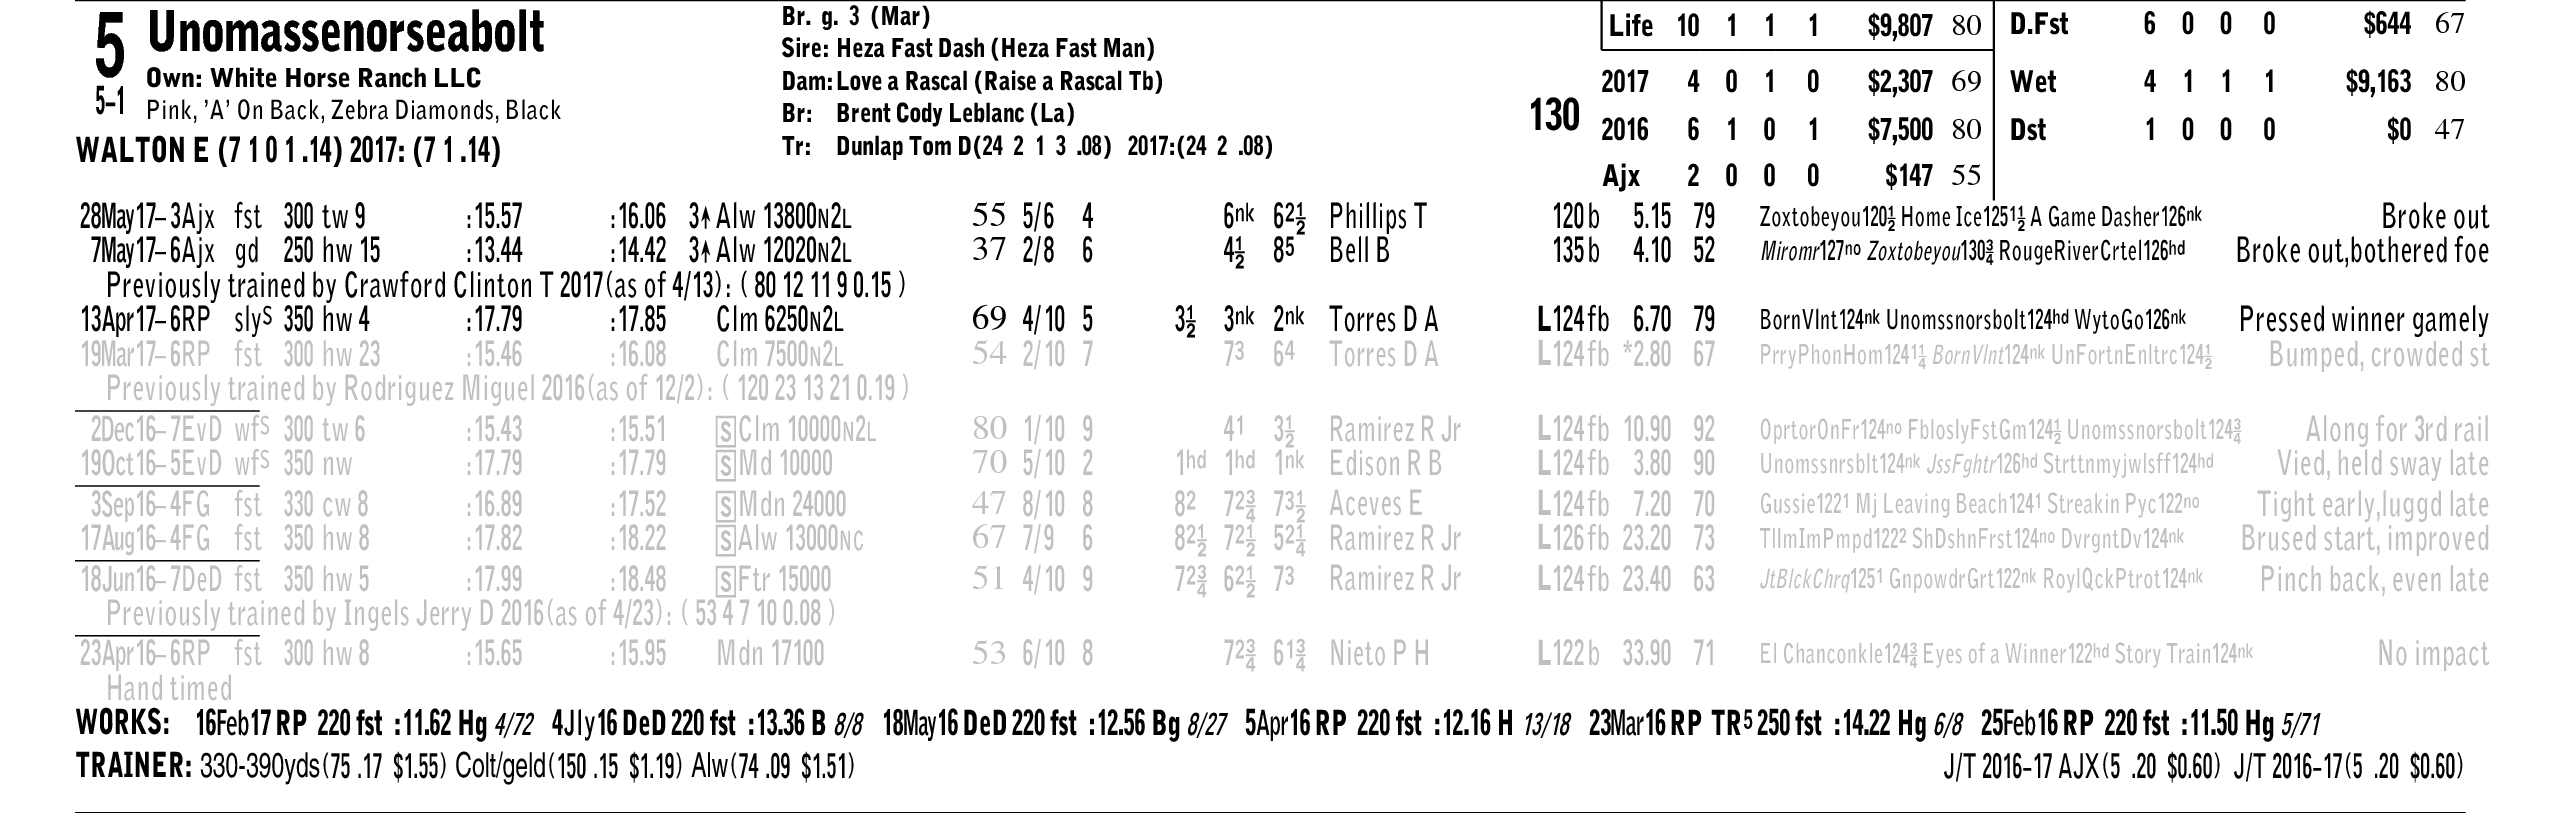 5 Unomassenorseabolt
Own: White Horse Ranch LLC
5–1 Pink, 'A' On Back, Zebra Diamonds, Black
WALTON E (7 1 0 1 .14) 2017: (7 1 .14)
Br. g. 3 (Mar)
Sire: Heza Fast Dash (Heza Fast Man)
Dam: Love a Rascal (Raise a Rascal Tb)
Br: Brent Cody Leblanc (La)
Tr: Dunlap Tom D(24 2 1 3 .08) 2017:(24 2 .08)
130
Life 10 1 1 1 $9,807 80
2017 4 0 1 0 $2,307 69
2016 6 1 0 1 $7,500 80
Ajx 2 0 0 0 $147 55
D.Fst 6 0 0 0 $644 67
Wet 4 1 1 1 $9,163 80
Dst 1 0 0 0 $0 47
28May17–3Ajx fst 300 tw 9 :15.57 :16.06 3↑Alw 13800N2L 55 5/6 4 6nk 62½ Phillips T 120b 5.15 79 Zoxtobeyou120½ Home Ice1251½ A Game Dasher126nk Broke out
7May17–6Ajx gd 250 hw 15 :13.44 :14.42 3↑Alw 12020N2L 37 2/8 6 4½ 85 Bell B 135b 4.10 52 Miromr127no Zoxtobeyou130¾ RougeRiverCrtel126hd Broke out,bothered foe
Previously trained by Crawford Clinton T 2017(as of 4/13): ( 80 12 11 9 0.15 )
13Apr17–6RP slyS 350 hw 4 :17.79 :17.85 Clm 6250N2L 69 4/10 5 3½ 3nk 2nk Torres D A L124fb 6.70 79 BornVlnt124nk Unomssnorsbolt124hd WytoGo126nk Pressed winner gamely
19Mar17–6RP fst 300 hw 23 :15.46 :16.08 Clm 7500N2L 54 2/10 7 73 64 Torres D A L124fb *2.80 67 PrryPhonHom1241¼ BornVlnt124nk UnFortnEnltrc124½ Bumped, crowded st
Previously trained by Rodriguez Miguel 2016(as of 12/2): ( 120 23 13 21 0.19 )
2Dec16–7EvD wfS 300 tw 6 :15.43 :15.51 SClm 10000N2L 80 1/10 9 41 3½ Ramirez R Jr L124fb 10.90 92 OprtorOnFr124no FbloslyFstGm124½ Unomssnorsbolt124¾ Along for 3rd rail
19Oct16–5EvD wfS 350 nw :17.79 :17.79 SMd 10000 70 5/10 2 1hd 1hd 1nk Edison R B L124fb 3.80 90 Unomssnrsblt124nk JssFghtr126hd Strttnmyjwlsff124hd Vied, held sway late
3Sep16–4FG fst 330 cw 8 :16.89 :17.52 SMdn 24000 47 8/10 8 82 72¾ 73½ Aceves E L124fb 7.20 70 Gussie1221 Mj Leaving Beach1241 Streakin Pyc122no Tight early,luggd late
17Aug16–4FG fst 350 hw 8 :17.82 :18.22 SAlw 13000NC 67 7/9 6 82½ 72½ 52¼ Ramirez R Jr L126fb 23.20 73 TllmImPmpd1222 ShDshnFrst124no DvrgntDv124nk Brused start, improved
18Jun16–7DeD fst 350 hw 5 :17.99 :18.48 SFtr 15000 51 4/10 9 72¾ 62½ 73 Ramirez R Jr L124fb 23.40 63 JtBlckChrq1251 GnpowdrGrt122nk RoylQckPtrot124nk Pinch back, even late
Previously trained by Ingels Jerry D 2016(as of 4/23): ( 53 4 7 10 0.08 )
23Apr16–6RP fst 300 hw 8 :15.65 :15.95 Mdn 17100 53 6/10 8 72¾ 61¾ Nieto P H L122b 33.90 71 El Chanconkle124¾ Eyes of a Winner122hd Story Train124nk No impact
Hand timed
WORKS: 16Feb17 RP 220 fst :11.62 Hg 4/72 4Jly16 DeD 220 fst :13.36 B 8/8 18May16 DeD 220 fst :12.56 Bg 8/27 5Apr16 RP 220 fst :12.16 H 13/18 23Mar16 RP TR5 250 fst :14.22 Hg 6/8 25Feb16 RP 220 fst :11.50 Hg 5/71
TRAINER: 330-390yds(75 .17 $1.55) Colt/geld(150 .15 $1.19) Alw(74 .09 $1.51) J/T 2016–17 AJX(5 .20 $0.60) J/T 2016–17(5 .20 $0.60)